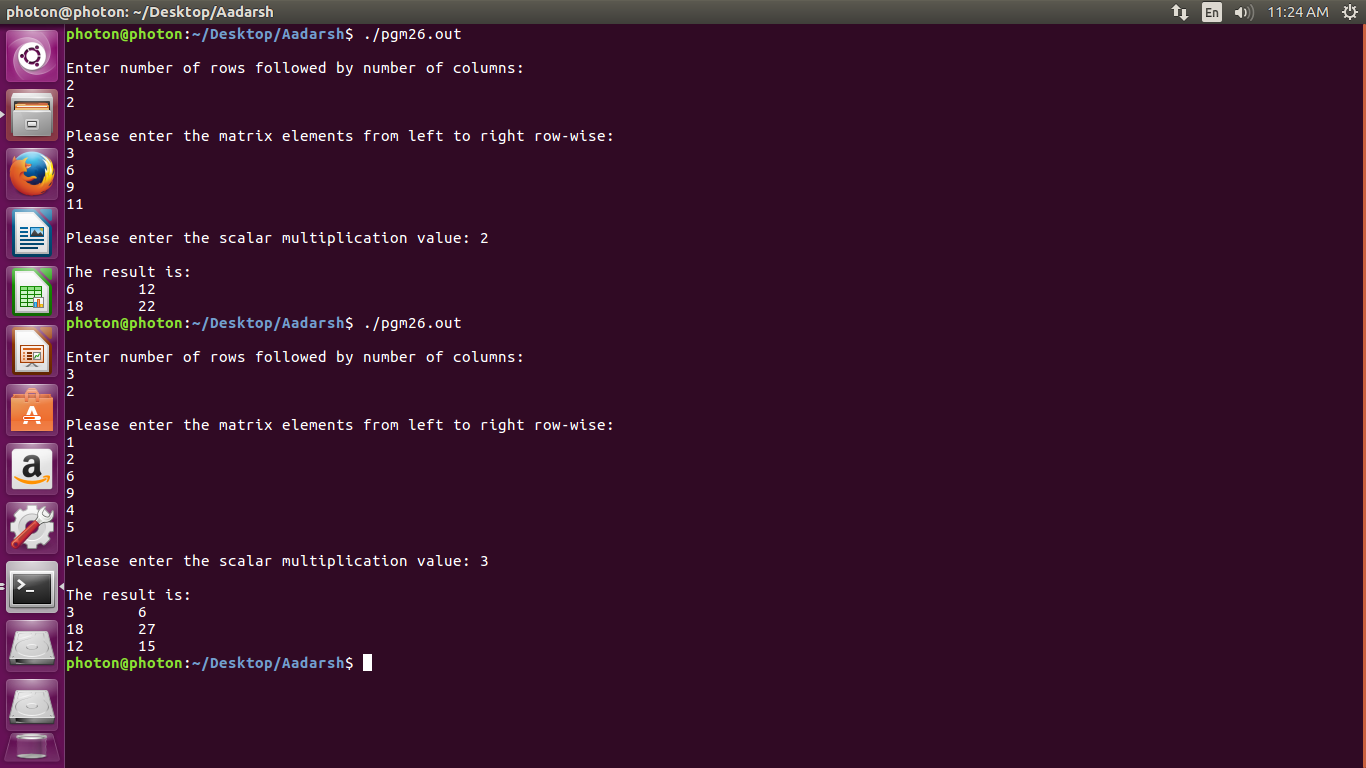 photon@photon: ~/Desktop/Aadarsh
En
11:24 AM
photon@photon:~/Desktop/Aadarsh$ ./pgm26.out
Enter number of rows followed by number of columns:
2
2
Please enter the matrix elements from left to right row-wise:
3
6
9
11
Please enter the scalar multiplication value: 2
The result is:
6 12
18 22
photon@photon:~/Desktop/Aadarsh$ ./pgm26.out
Enter number of rows followed by number of columns:
3
2
Please enter the matrix elements from left to right row-wise:
1
2
6
9
4
5
Please enter the scalar multiplication value: 3
The result is:
3 6
18 27
12 15
photon@photon:~/Desktop/Aadarsh$